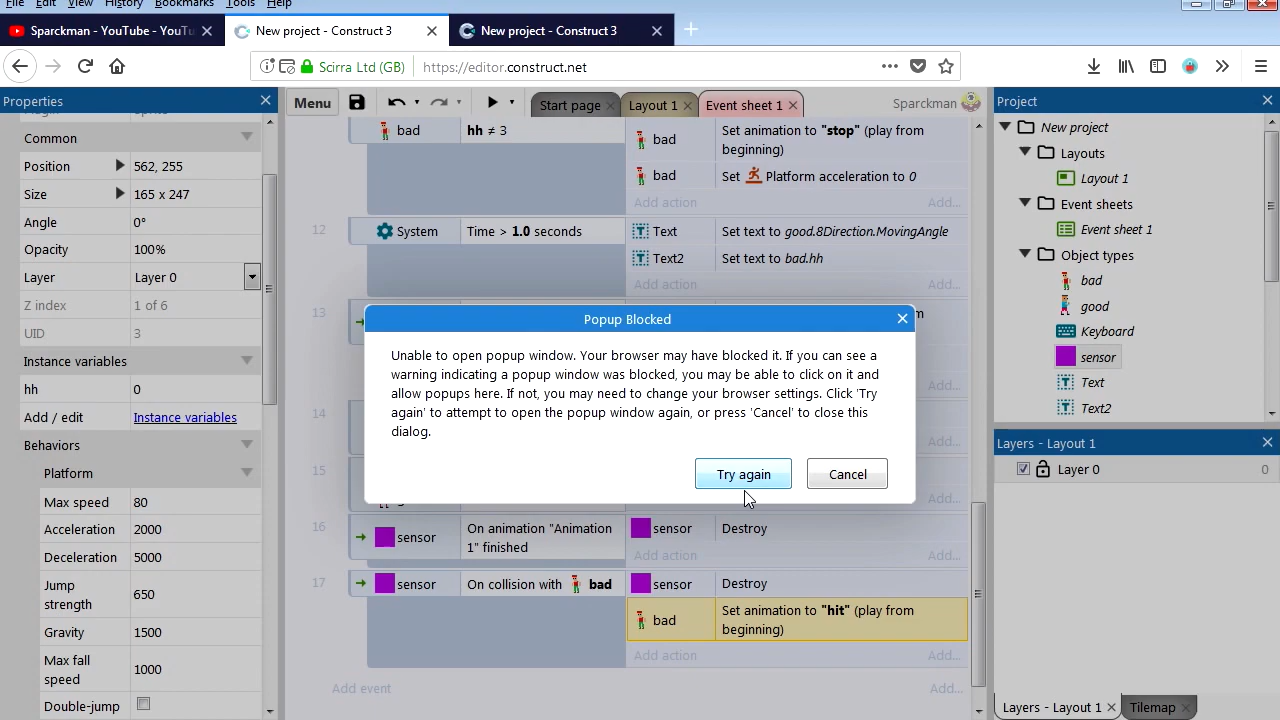 File Edit View History Bookmarks Tools Help
Sparckman - YouTube - YouTu
New project - Construct 3
New project - Construct 3
Scirra Ltd (GB)
https://editor.construct.net
Properties
Menu
Start page
Layout 1
Event sheet 1
Sparckman
Project
Common
Position
562, 255
Size
165 x 247
Angle
0°
Opacity
100%
Layer
Layer 0
Z index
1 of 6
UID
3
Instance variables
hh
0
Add / edit
Instance variables
Behaviors
Platform
Max speed
80
Acceleration
2000
Deceleration
5000
Jump
strength
650
Gravity
1500
Max fall
speed
1000
Double-jump
bad
hh ≠ 3
bad
Set animation to "stop" (play from
beginning)
bad
Set Platform acceleration to 0
Add action
Add...
12
System
Time > 1.0 seconds
Text
Set text to good.8Direction.MovingAngle
Text2
Set text to bad.hh
Add...
13
Popup Blocked
Unable to open popup window. Your browser may have blocked it. If you can see a
warning indicating a popup window was blocked, you may be able to click on it and
allow popups here. If not, you may need to change your browser settings. Click 'Try
again' to attempt to open the popup window again, or press 'Cancel' to close this
dialog.
Try again
Cancel
14
15
16
sensor
On animation "Animation
1" finished
sensor
Destroy
Add action
Add...
17
sensor
On collision with bad
sensor
Destroy
bad
Set animation to "hit" (play from
beginning)
Add action
Add...
Add event
Add...
New project
Layouts
Layout 1
Event sheets
Event sheet 1
Object types
bad
good
Keyboard
sensor
Text
Text2
Layers - Layout 1
Layer 0
0
Layers - Layout 1
Tilemap